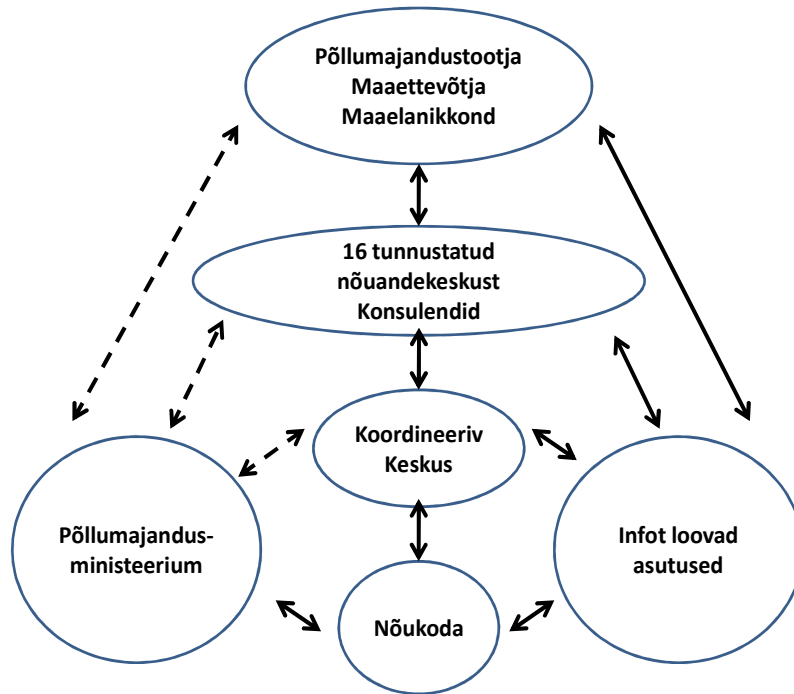 Põllumajandustootja
Maaettevõtja
Maaelanikkond
16 tunnustatud
nõuandekeskust
Konsulendid
Koordineeriv
Keskus
Põllumajandus-
ministeerium
Infot loovad
asutused
Nõukoda